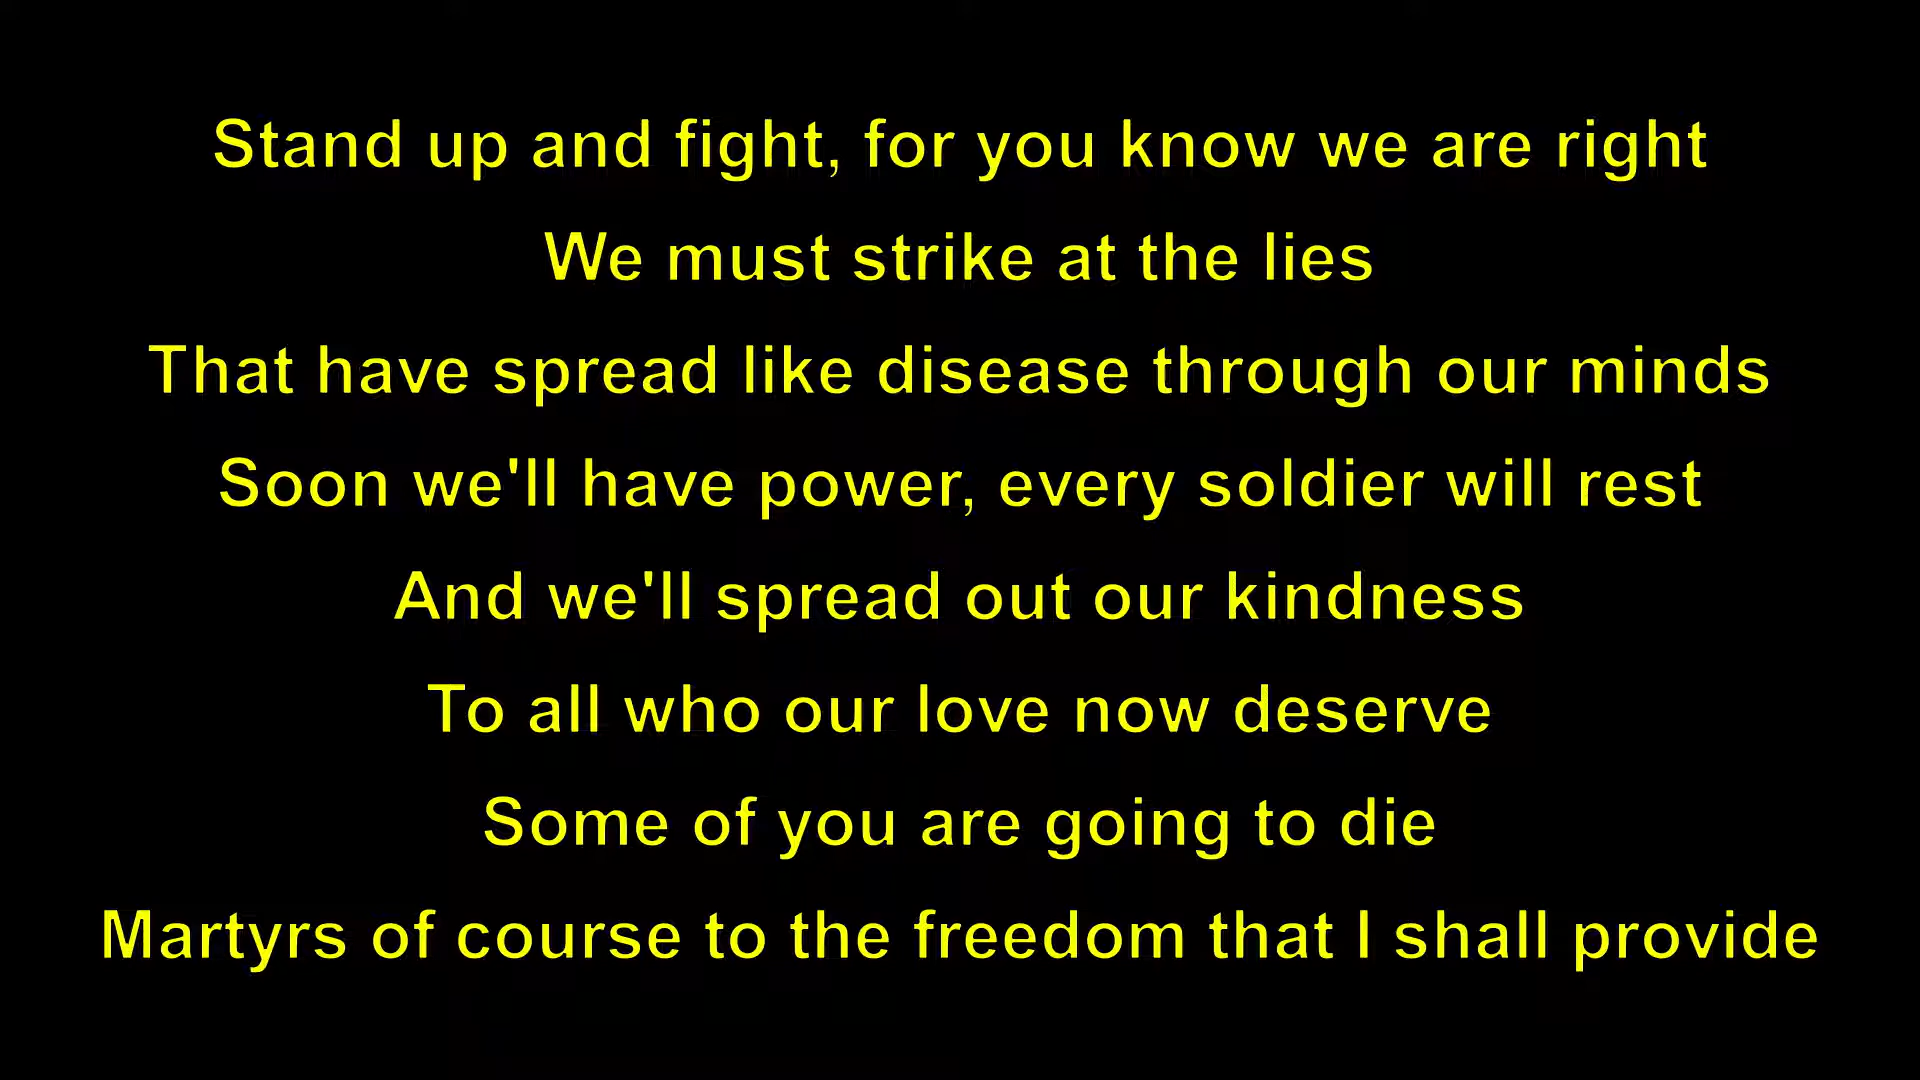 Stand up and fight, for you know we are right
We must strike at the lies
That have spread like disease through our minds
Soon we'll have power, every soldier will rest
And we'll spread out our kindness
To all who our love now deserve
Some of you are going to die
Martyrs of course to the freedom that I shall provide